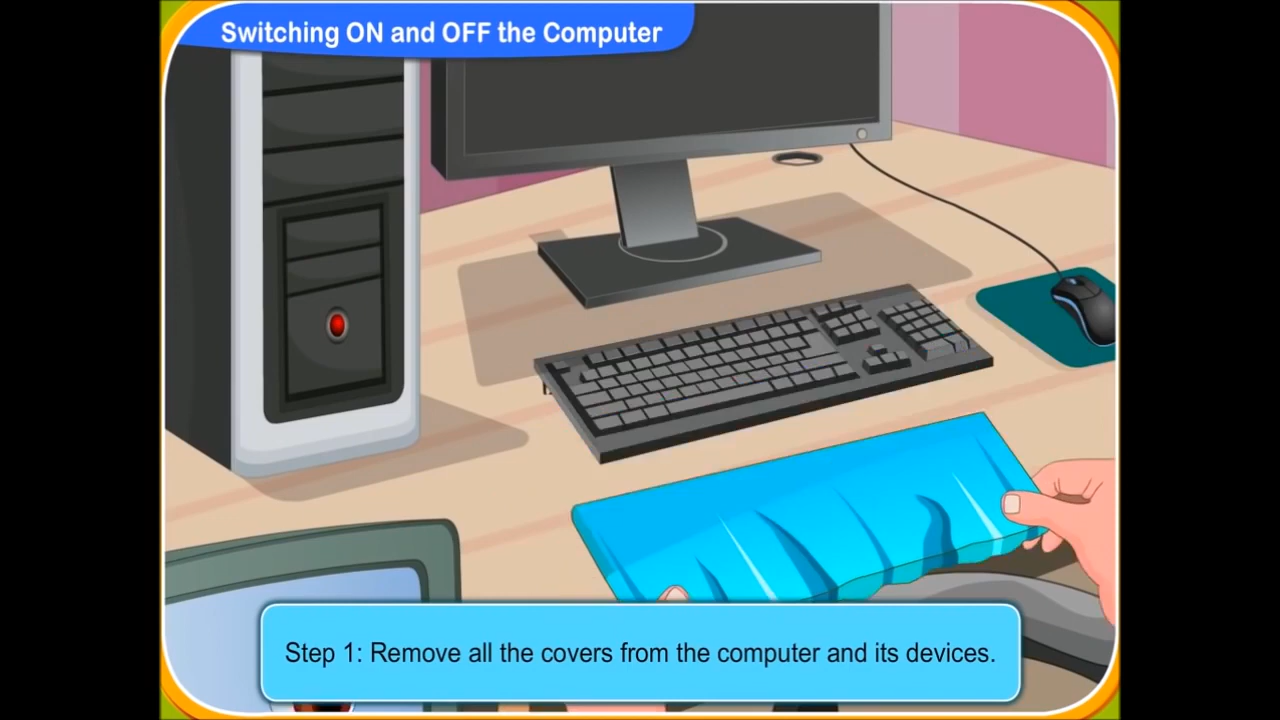 Switching ON and OFF the Computer
Step 1: Remove all the covers from the computer and its devices.